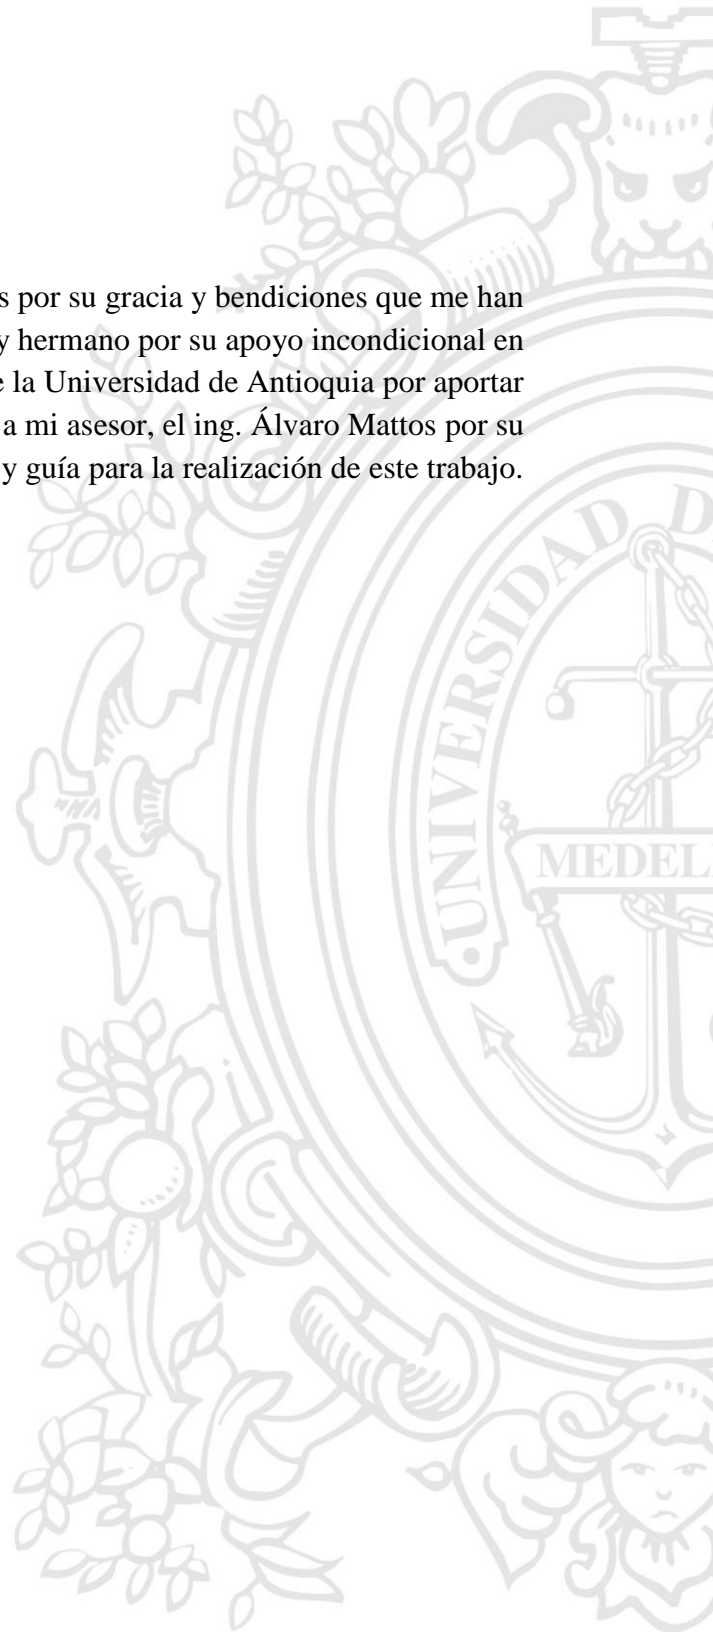 s por su gracia y bendiciones que me han
y hermano por su apoyo incondicional en
e la Universidad de Antioquia por aportar
a mi asesor, el ing. Álvaro Mattos por su
y guía para la realización de este trabajo.
UNIVERSIDAD D
MEDEL